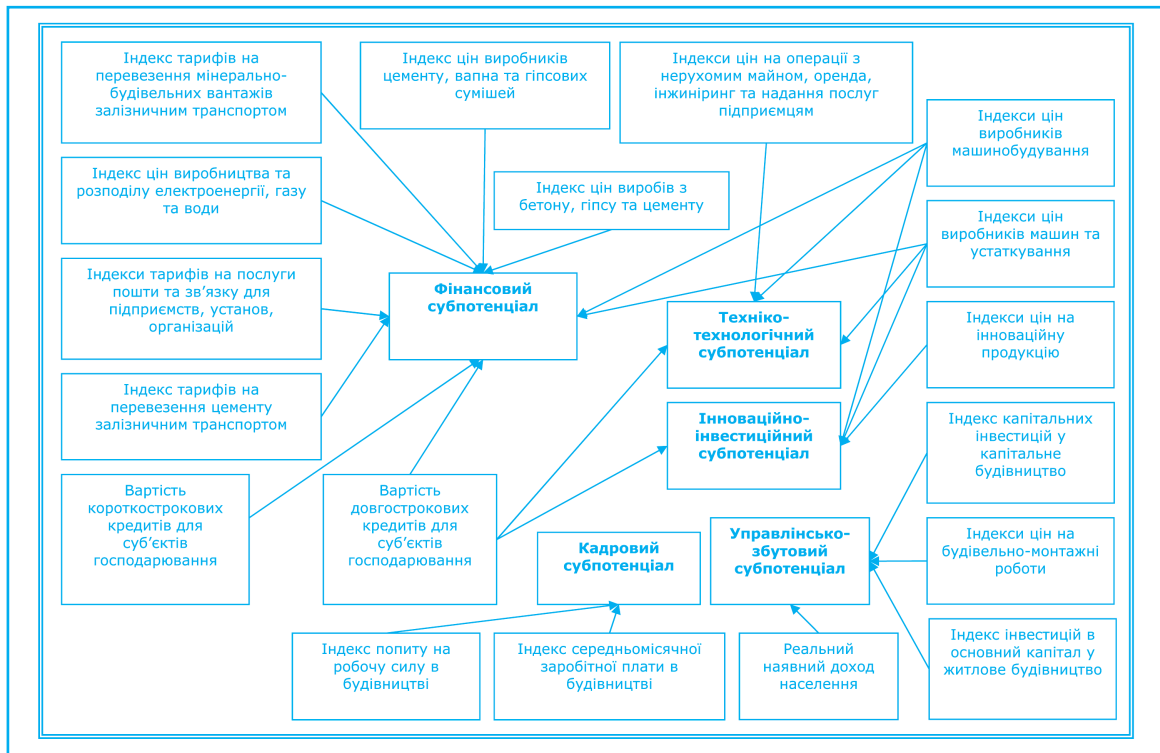 Індекс тарифів на
перевезення мінерально-
будівельних вантажів
залізничним транспортом
Індекс цін виробників
цементу, вапна та гіпсових
сумішей
Індекси цін на операції з
нерухомим майном, оренда,
інжиніринг та надання послуг
підприємцям
Індекси цін
виробників
машинобудування
Індекс цін виробництва та
розподілу електроенергії, газу
та води
Індекс цін виробів з
бетону, гіпсу та цементу
Індекси цін
виробників машин та
устаткування
Індекси тарифів на послуги
пошти та зв’язку для
підприємств, установ,
організацій
Фінансовий
субпотенціал
Техніко-
технологічний
субпотенціал
Індекси цін на
інноваційну
продукцію
Індекс тарифів на
перевезення цементу
залізничним транспортом
Інноваційно-
інвестиційний
субпотенціал
Індекс капітальних
інвестицій у
капітальне
будівництво
Вартість
короткострокових
кредитів для
суб’єктів
господарювання
Вартість
довгострокових
кредитів для
суб’єктів
господарювання
Кадровий
субпотенціал
Управлінсько-
збутовий
субпотенціал
Індекси цін на
будівельно-монтажні
роботи
Індекс попиту на
робочу силу в
будівництві
Індекс середньомісячної
заробітної плати в
будівництві
Реальний
наявний доход
населення
Індекс інвестицій в
основний капітал у
житлове будівництво